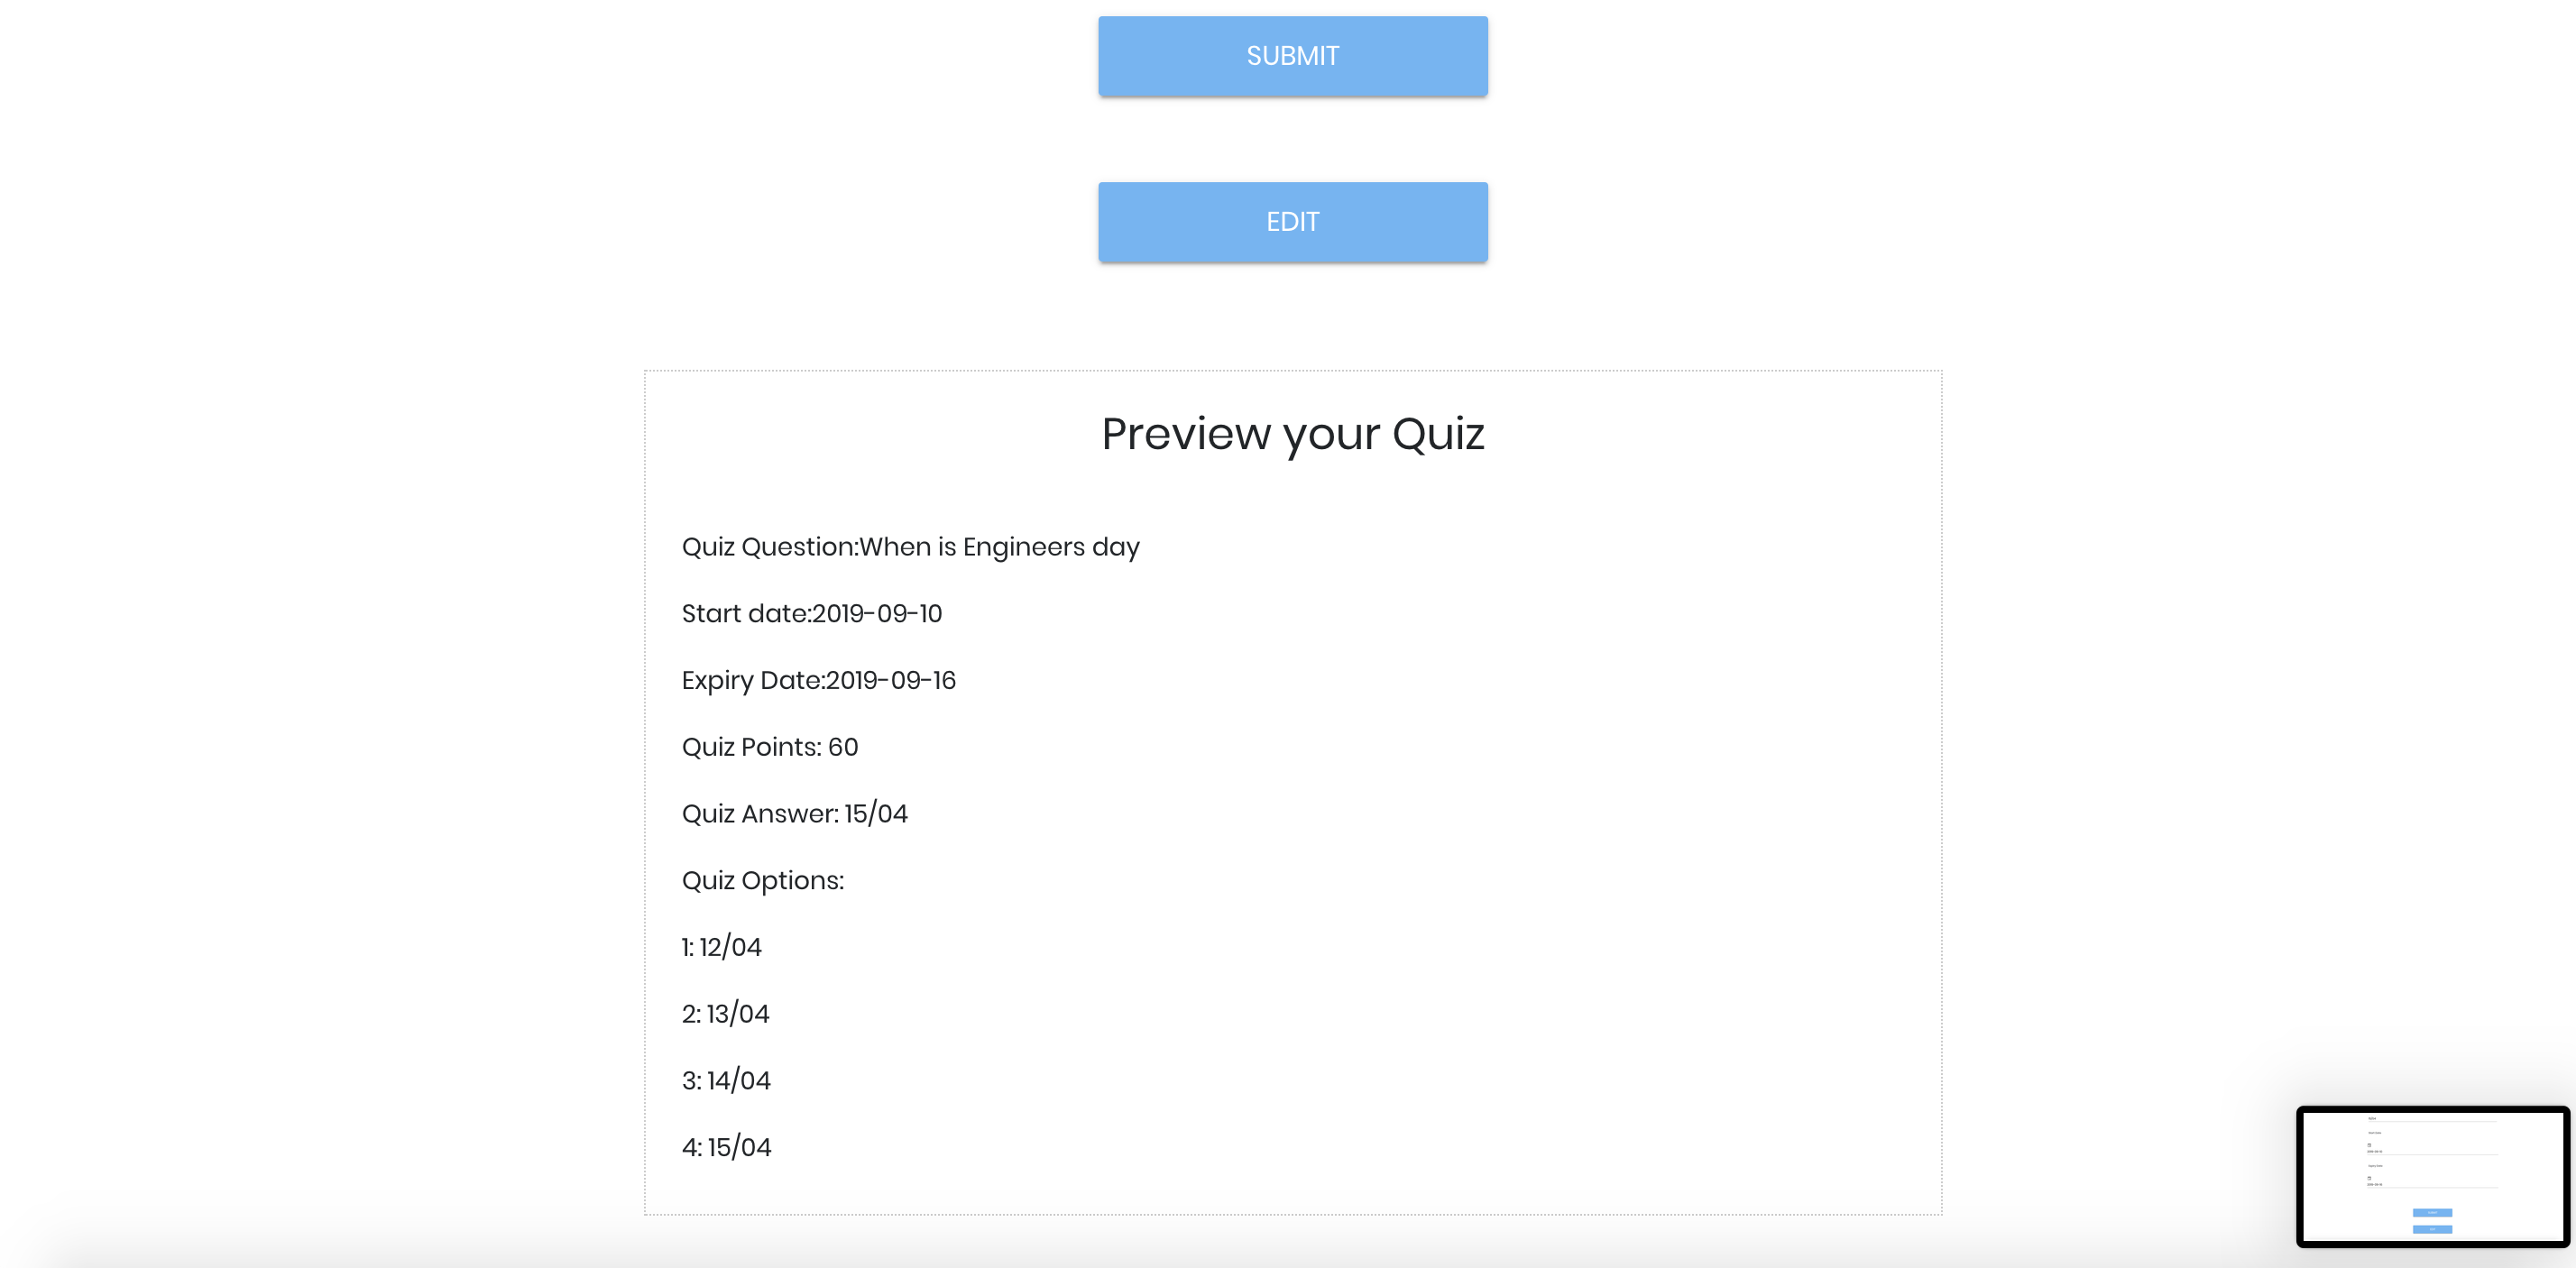 SUBMIT
EDIT
Preview your Quiz
Quiz Question:When is Engineers day
Start date:2019-09-10
Expiry Date:2019-09-16
Quiz Points: 60
Quiz Answer: 15/04
Quiz Options:
1: 12/04
2: 13/04
3: 14/04
4: 15/04